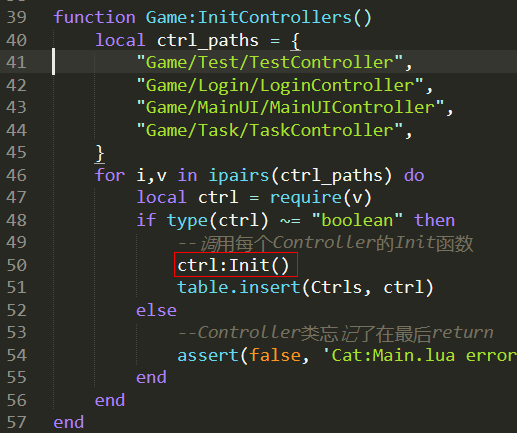 39 function Game:InitControllers()
40     local ctrl_paths = {
41         "Game/Test/TestController",
42         "Game/Login/LoginController",
43         "Game/MainUI/MainUIController",
44         "Game/Task/TaskController",
45     }
46     for i,v in ipairs(ctrl_paths) do
47         local ctrl = require(v)
48         if type(ctrl) ~= "boolean" then
49             --调用每个Controller的Init函数
50             ctrl:Init()
51             table.insert(Ctrls, ctrl)
52         else
53             --Controller类忘记了在最后return
54             assert(false, 'Cat:Main.lua error
55         end
56     end
57 end